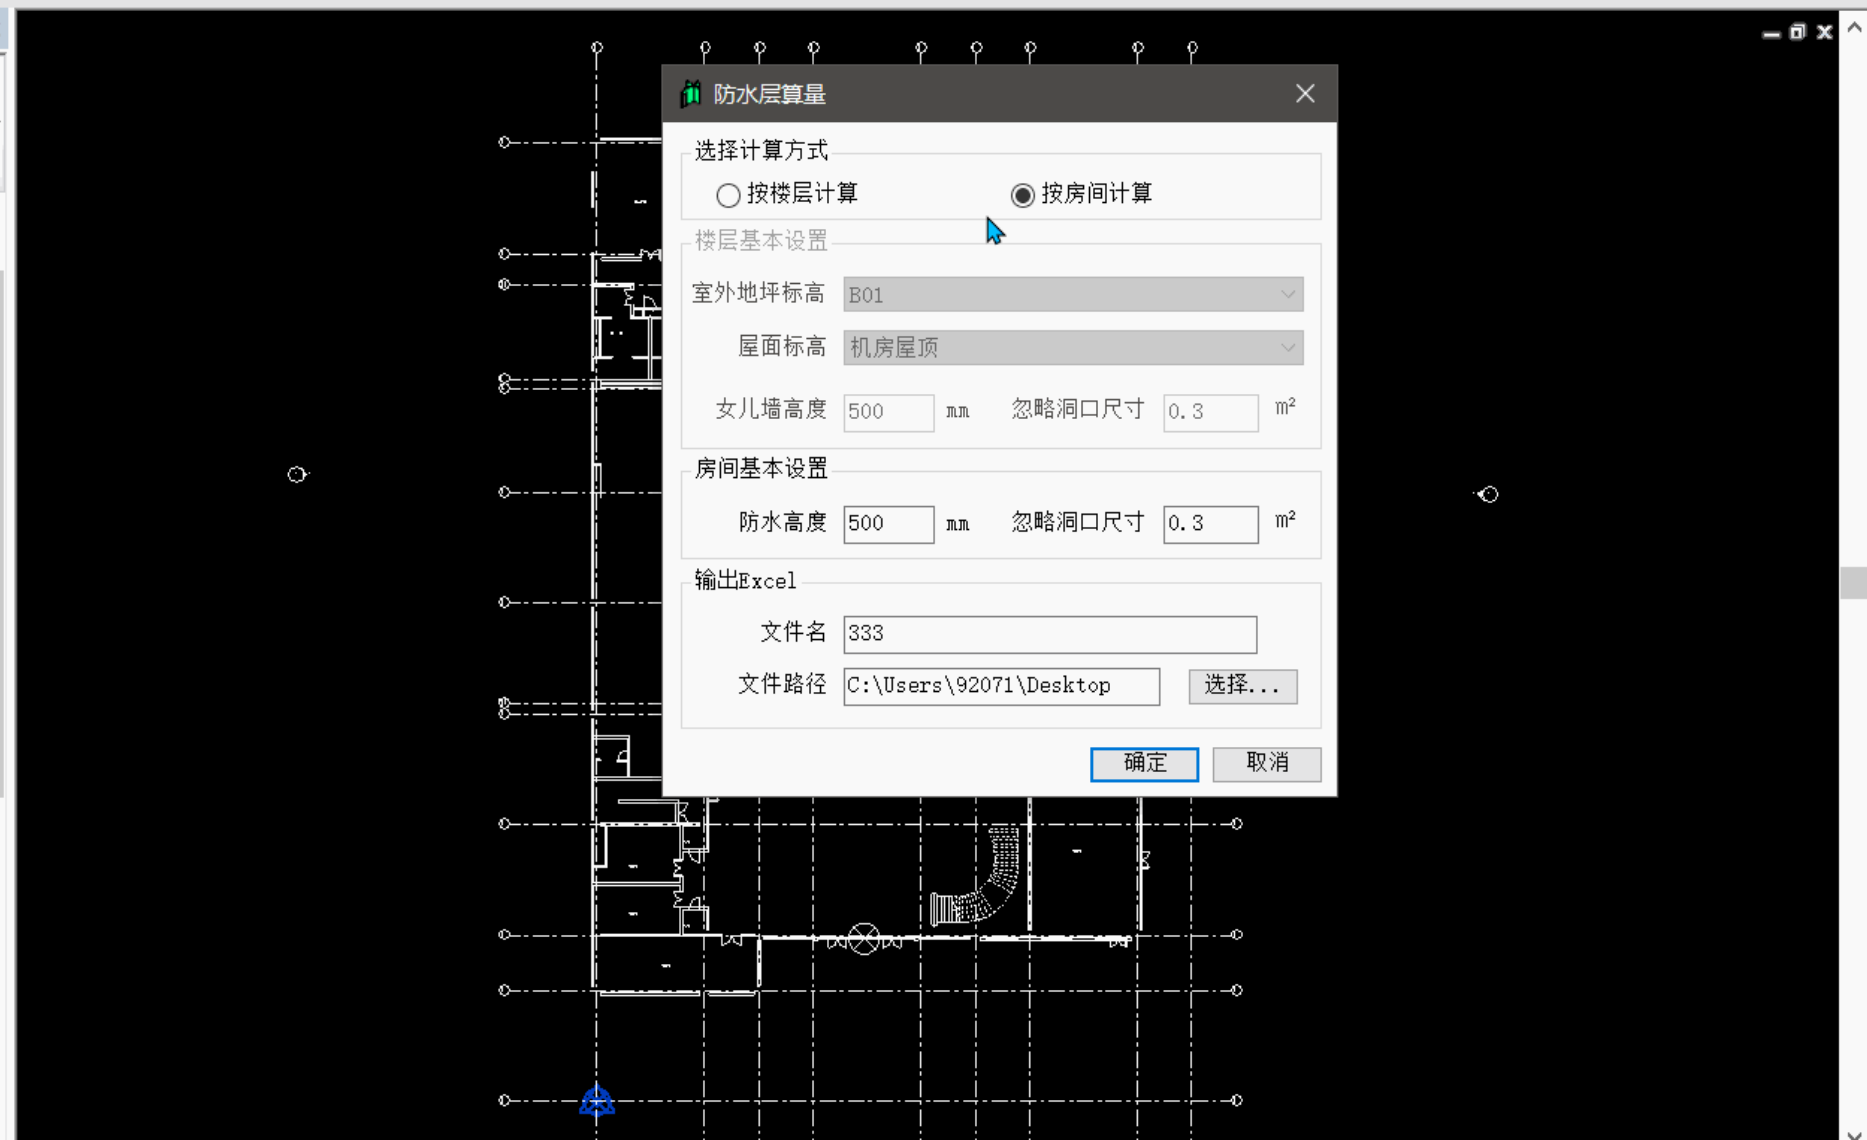 防水层算量
选择计算方式
按楼层计算 按房间计算
楼层基本设置
室外地坪标高 B01
屋面标高 机房屋顶
女儿墙高度 500 mm 忽略洞口尺寸 0.3 m²
房间基本设置
防水高度 500 mm 忽略洞口尺寸 0.3 m²
输出Excel
文件名 333
文件路径 C:\Users\92071\Desktop 选择...
确定 取消